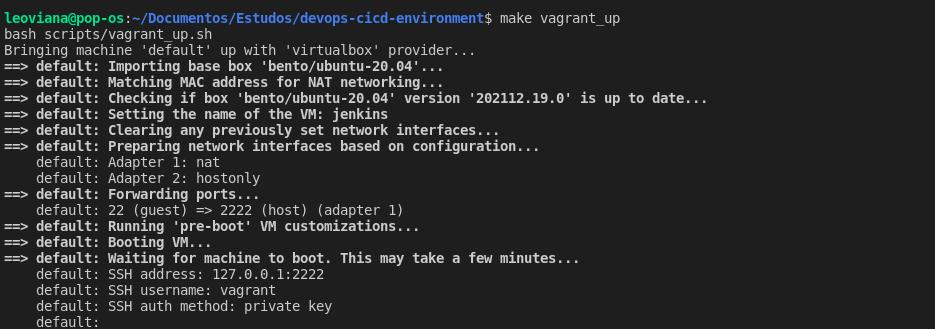 leoviana@pop-os:~/Documentos/Estudos/devops-cicd-environment$ make vagrant_up
bash scripts/vagrant_up.sh
Bringing machine 'default' up with 'virtualbox' provider...
==> default: Importing base box 'bento/ubuntu-20.04'...
==> default: Matching MAC address for NAT networking...
==> default: Checking if box 'bento/ubuntu-20.04' version '202112.19.0' is up to date...
==> default: Setting the name of the VM: jenkins
==> default: Clearing any previously set network interfaces...
==> default: Preparing network interfaces based on configuration...
    default: Adapter 1: nat
    default: Adapter 2: hostonly
==> default: Forwarding ports...
    default: 22 (guest) => 2222 (host) (adapter 1)
==> default: Running 'pre-boot' VM customizations...
==> default: Booting VM...
==> default: Waiting for machine to boot. This may take a few minutes...
    default: SSH address: 127.0.0.1:2222
    default: SSH username: vagrant
    default: SSH auth method: private key
    default: